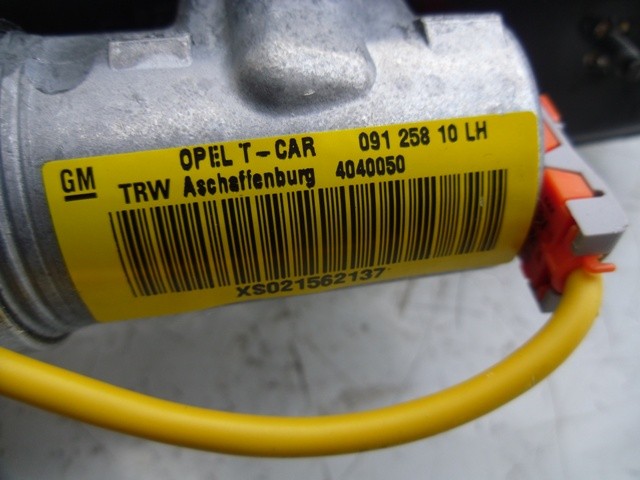 GM OPEL T-CAR 091 258 10 LH
TRW Aschaffenburg 4040050
XS021562137